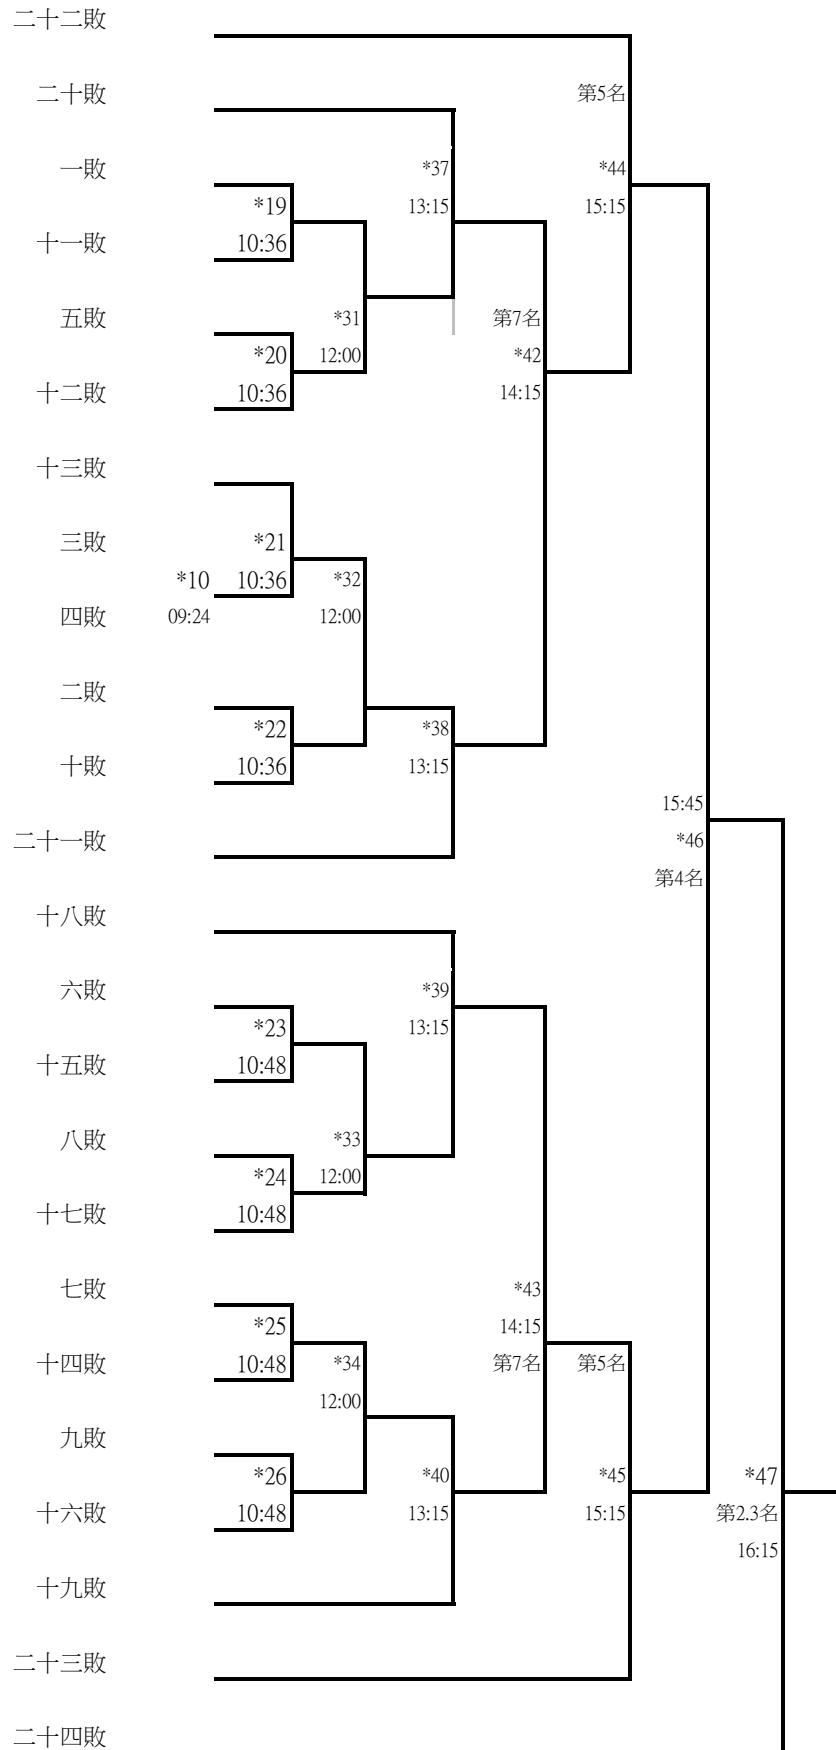 二十二敗
二十敗
第5名
一敗
*37
*44
*19
13:15
15:15
十一敗
10:36
五敗
*31
第7名
*20
12:00
*42
十二敗
10:36
14:15
十三敗
三敗
*21
*10
10:36
*32
四敗
09:24
12:00
二敗
*22
*38
十敗
10:36
13:15
15:45
二十一敗
*46
第4名
十八敗
六敗
*39
*23
13:15
十五敗
10:48
八敗
*33
*24
12:00
十七敗
10:48
七敗
*43
*25
14:15
十四敗
10:48
*34
第7名
第5名
12:00
九敗
*26
*40
*45
*47
十六敗
10:48
13:15
15:15
第2.3名
16:15
十九敗
二十三敗
二十四敗